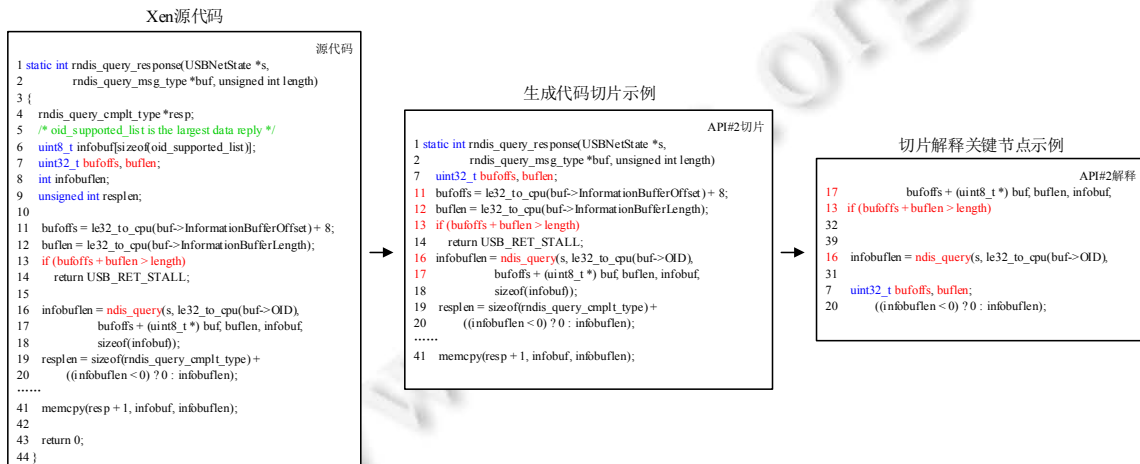 Xen源代码
源代码
1 static int rndis_query_response(USBNetState *s,
2 rndis_query_msg_type *buf, unsigned int length)
3 {
4 rndis_query_cmplt_type *resp;
5 /* oid_supported_list is the largest data reply */
6 uint8_t infobuf[sizeof(oid_supported_list)];
7 uint32_t bufoffs, buflen;
8 int infobuflen;
9 unsigned int resplen;
10
11 bufoffs = le32_to_cpu(buf->InformationBufferOffset) + 8;
12 buflen = le32_to_cpu(buf->InformationBufferLength);
13 if (bufoffs + buflen > length)
14 return USB_RET_STALL;
15
16 infobuflen = ndis_query(s, le32_to_cpu(buf->OID),
17 bufoffs + (uint8_t *) buf, buflen, infobuf,
18 sizeof(infobuf));
19 resplen = sizeof(rndis_query_cmplt_type) +
20 ((infobuflen < 0) ? 0 : infobuflen);
······
41 memcpy(resp + 1, infobuf, infobuflen);
42
43 return 0;
44 }
生成代码切片示例
API#2切片
1 static int rndis_query_response(USBNetState *s,
2 rndis_query_msg_type *buf, unsigned int length)
7 uint32_t bufoffs, buflen;
11 bufoffs = le32_to_cpu(buf->InformationBufferOffset) + 8;
12 buflen = le32_to_cpu(buf->InformationBufferLength);
13 if (bufoffs + buflen > length)
14 return USB_RET_STALL;
16 infobuflen = ndis_query(s, le32_to_cpu(buf->OID),
17 bufoffs + (uint8_t *) buf, buflen, infobuf,
18 sizeof(infobuf));
19 resplen = sizeof(rndis_query_cmplt_type) +
20 ((infobuflen < 0) ? 0 : infobuflen);
······
41 memcpy(resp + 1, infobuf, infobuflen);
切片解释关键节点示例
API#2解释
17 bufoffs + (uint8_t *) buf, buflen, infobuf,
13 if (bufoffs + buflen > length)
32
39
16 infobuflen = ndis_query(s, le32_to_cpu(buf->OID),
31
7 uint32_t bufoffs, buflen;
20 ((infobuflen < 0) ? 0 : infobuflen);